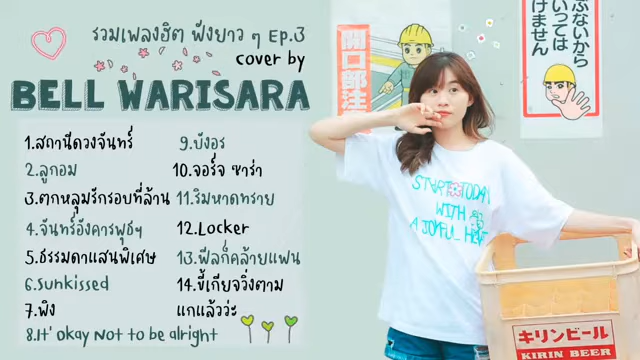 รวมเพลงฮิต ฟังยาว ๆ EP.3
cover by
BELL WARISARA
1.สถานีดวงจันทร์
2.ลูกอม
3.ตกหลุมรักรอบที่ล้าน
4.จันทร์อังคารพุธฯ
5.ธรรมดาแสนพิเศษ
6.Sunkissed
7.พิง
8.It' okay Not to be alright
9.บังอร
10.จอร์จ ซาร่า
11.ริมหาดทราย
12.Locker
13.ฟีลก็คล้ายแฟน
14.ขี้เกียจวิ่งตาม
แกแล้วว่ะ
開口部注
ぶないから
いっては
けません
START TODAY
WITH
A JOYFUL HEART
キリンビール
KIRIN BEER